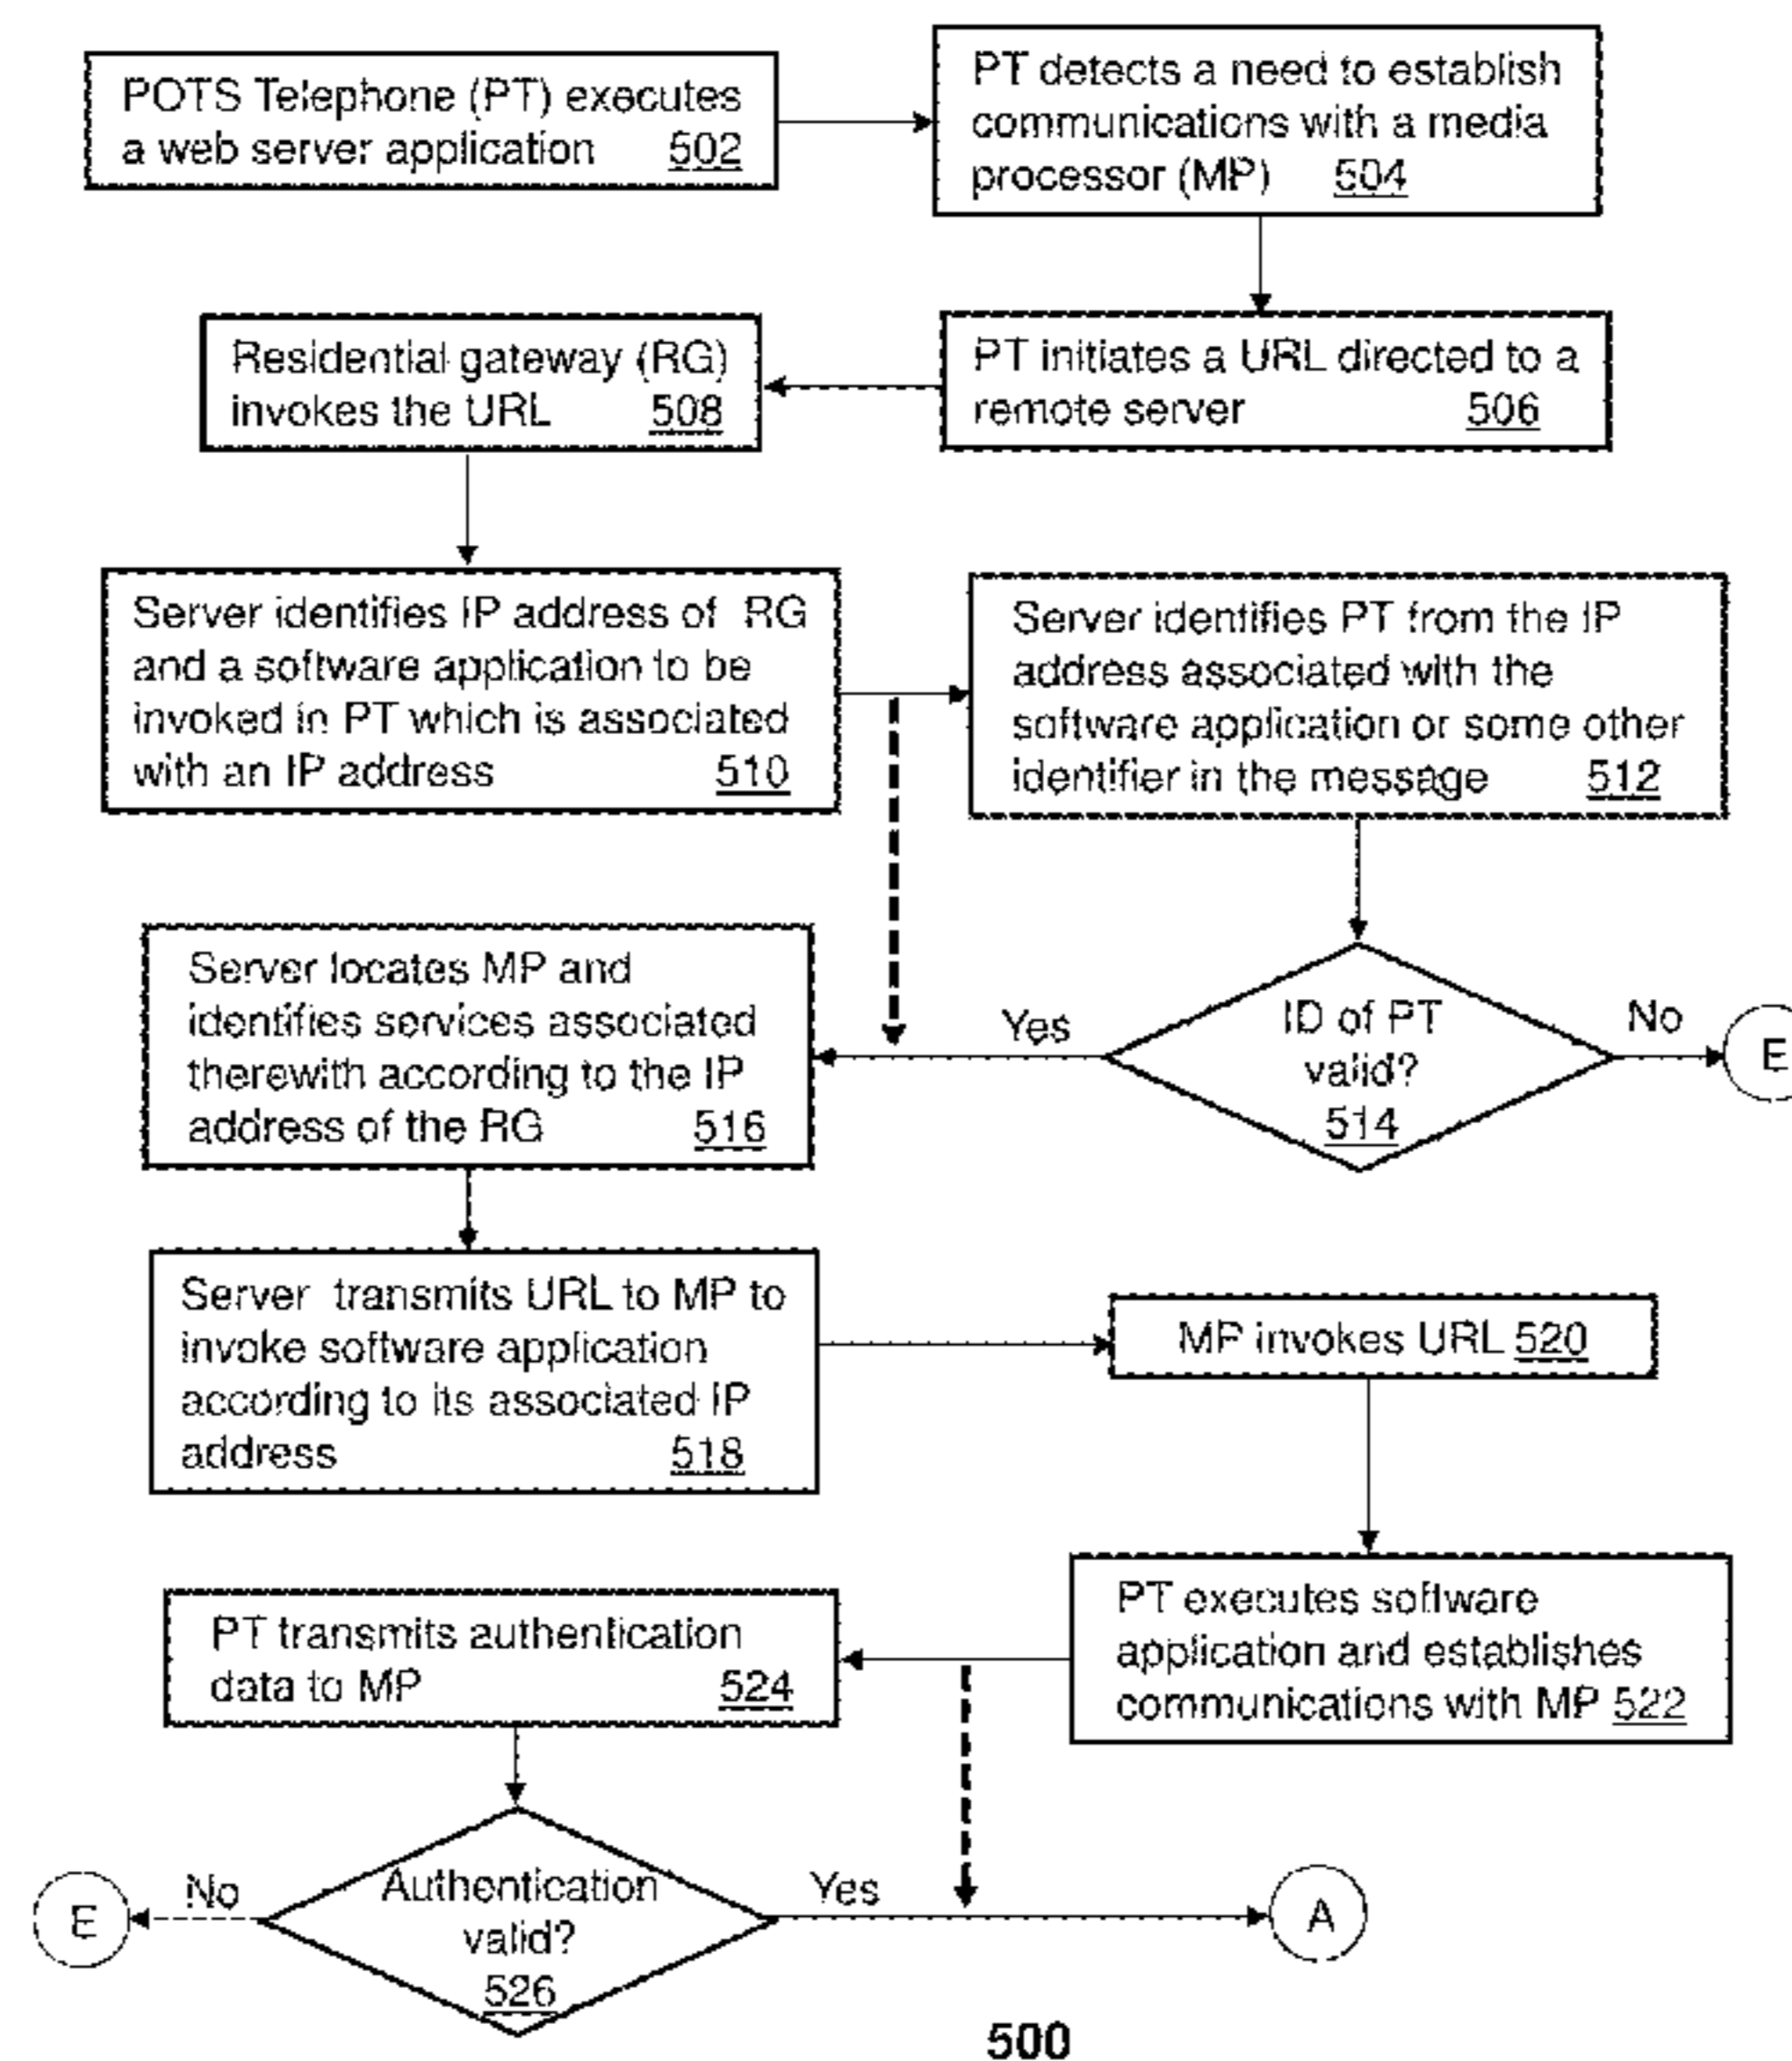 POTS Telephone (PT) executes
a web server application 502
PT detects a need to establish
communications with a media
processor (MP) 504
PT initiates a URL directed to a
remote server 506
Residential gateway (RG)
invokes the URL 508
Server identifies IP address of RG
and a software application to be
invoked in PT which is associated
with an IP address 510
Server identifies PT from the IP
address associated with the
software application or some other
identifier in the message 512
ID of PT
valid?
514
Yes
No
E
Server locates MP and
identifies services associated
therewith according to the IP
address of the RG 516
Server transmits URL to MP to
invoke software application
according to its associated IP
address 518
MP invokes URL 520
PT executes software
application and establishes
communications with MP 522
PT transmits authentication
data to MP 524
Authentication
valid?
526
No
E
Yes
A
500